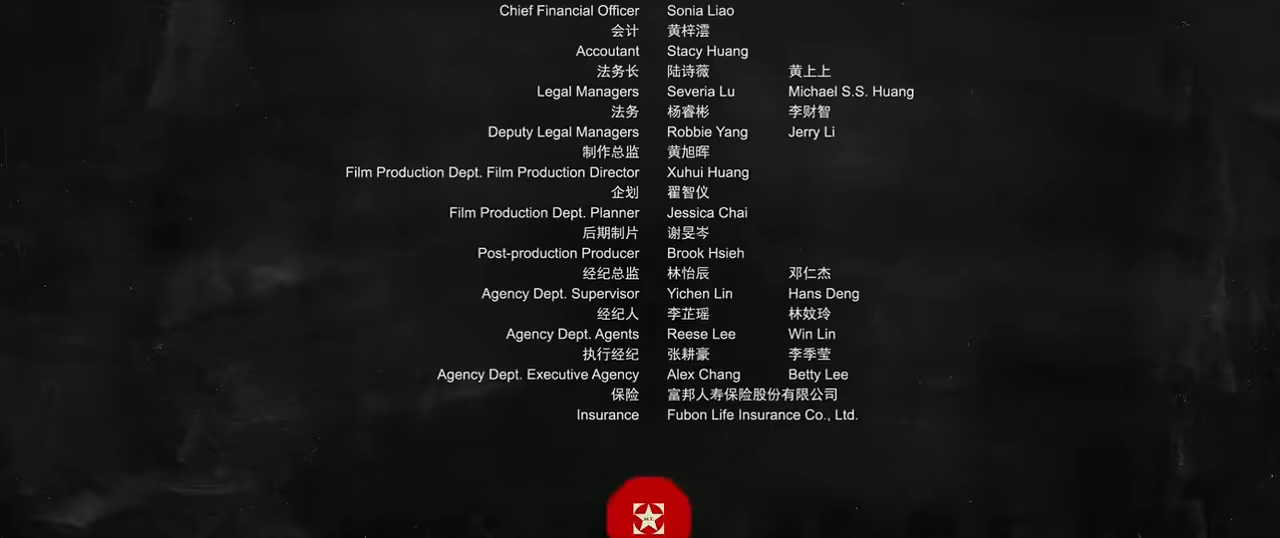 Chief Financial Officer Sonia Liao
会计 黄梓澐
Accoutant Stacy Huang
法务长 陆诗薇 黄上上
Legal Managers Severia Lu Michael S.S. Huang
法务 杨睿彬 李财智
Deputy Legal Managers Robbie Yang Jerry Li
制作总监 黄旭晖
Film Production Dept. Film Production Director Xuhui Huang
企划 翟智仪
Film Production Dept. Planner Jessica Chai
后期制片 谢旻岑
Post-production Producer Brook Hsieh
经纪总监 林怡辰 邓仁杰
Agency Dept. Supervisor Yichen Lin Hans Deng
经纪人 李芷瑶 林妏玲
Agency Dept. Agents Reese Lee Win Lin
执行经纪 张耕豪 李季莹
Agency Dept. Executive Agency Alex Chang Betty Lee
保险 富邦人寿保险股份有限公司
Insurance Fubon Life Insurance Co., Ltd.